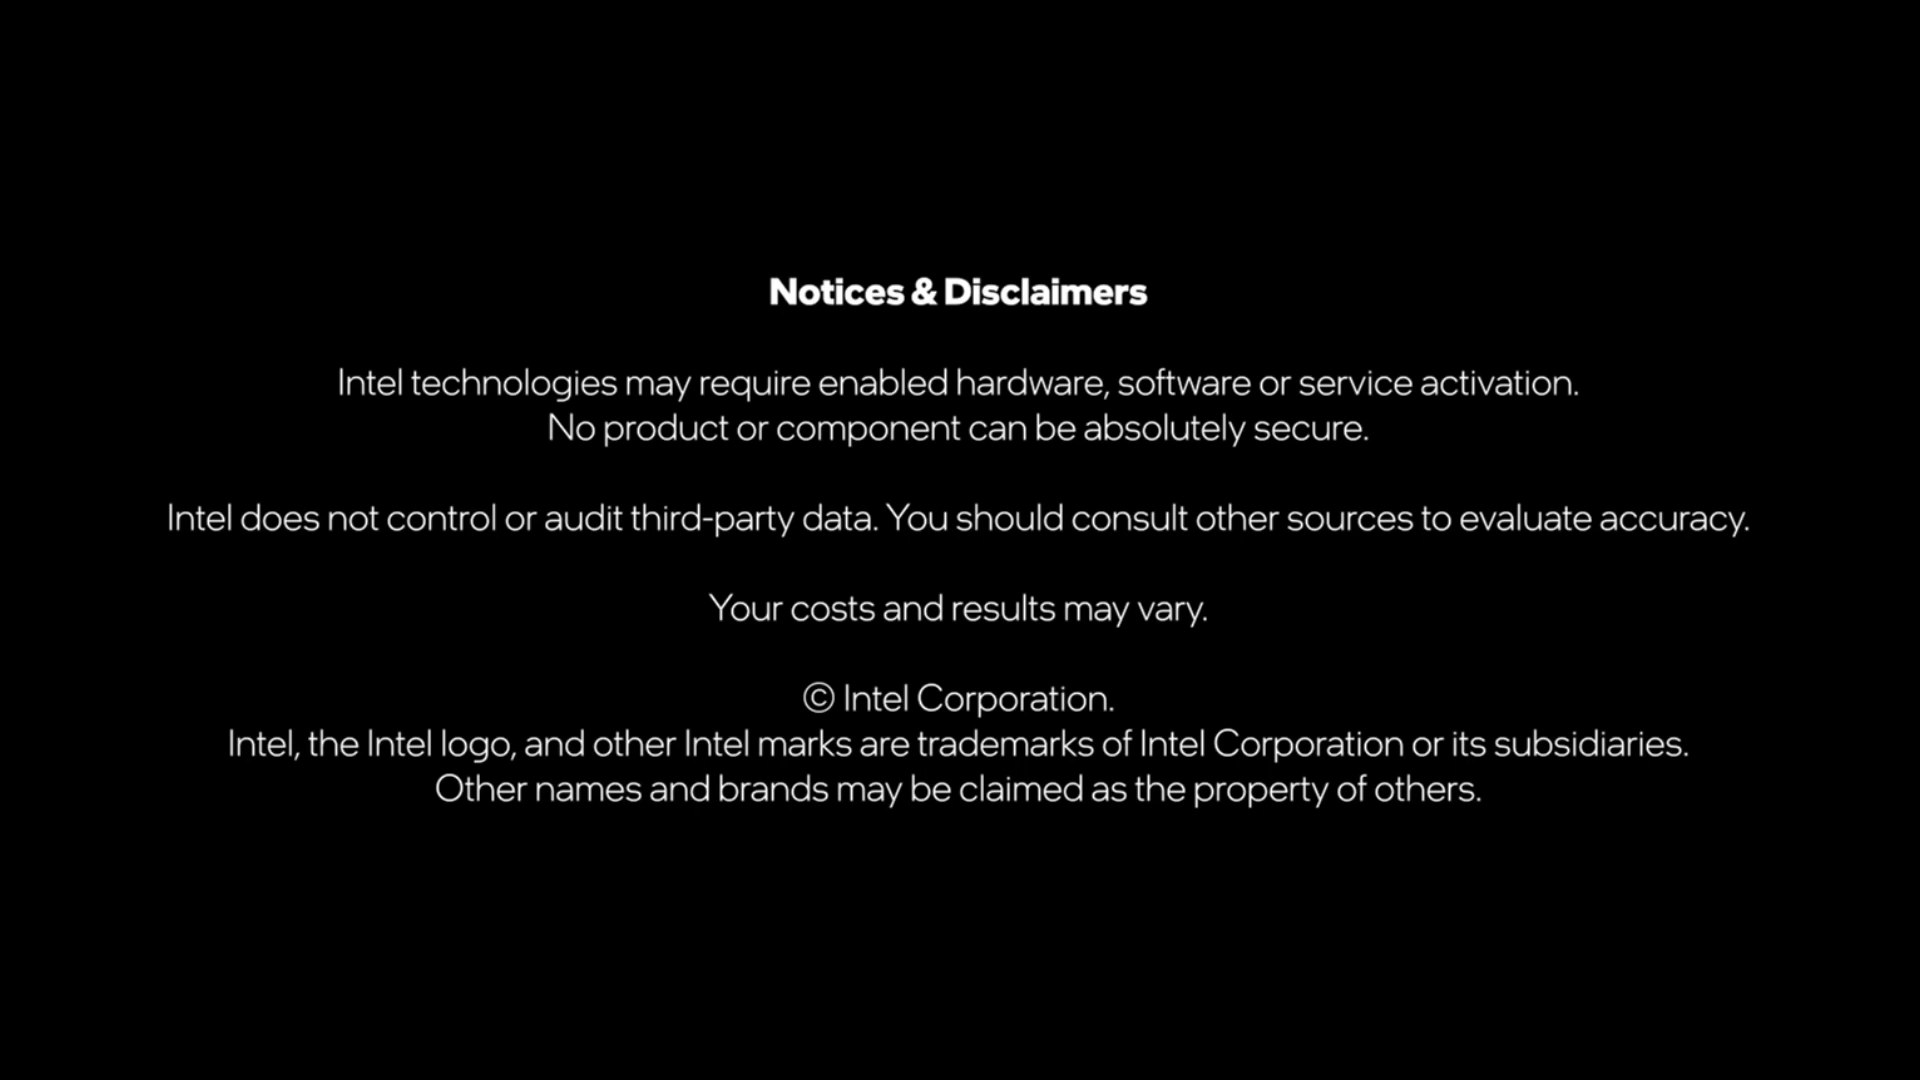 Notices & Disclaimers
Intel technologies may require enabled hardware, software or service activation.
No product or component can be absolutely secure.
Intel does not control or audit third-party data. You should consult other sources to evaluate accuracy.
Your costs and results may vary.
© Intel Corporation.
Intel, the Intel logo, and other Intel marks are trademarks of Intel Corporation or its subsidiaries.
Other names and brands may be claimed as the property of others.